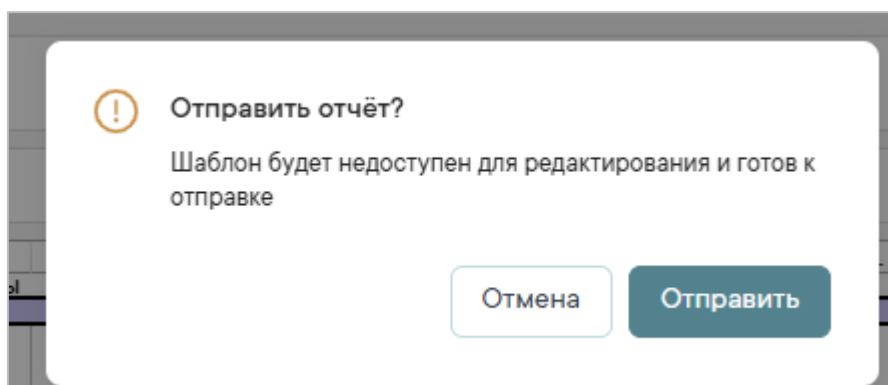 Отправить отчёт?
Шаблон будет недоступен для редактирования и готов к
отправке
Отмена
Отправить